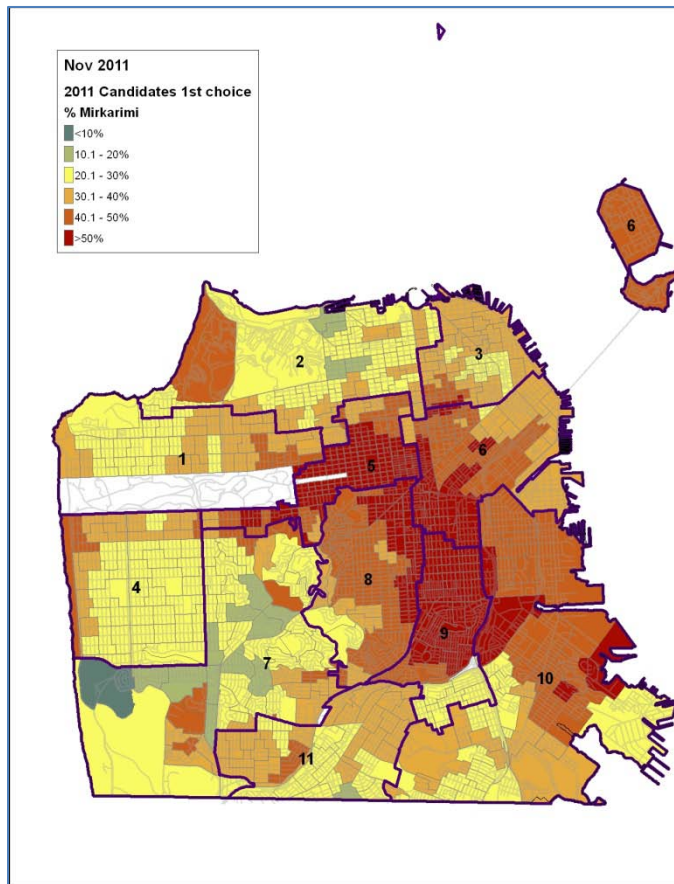 Nov 2011
2011 Candidates 1st choice
% Mirkarimi
<10%
10.1 - 20%
20.1 - 30%
30.1 - 40%
40.1 - 50%
>50%
6
2
3
1
5
6
4
8
7
9
10
11